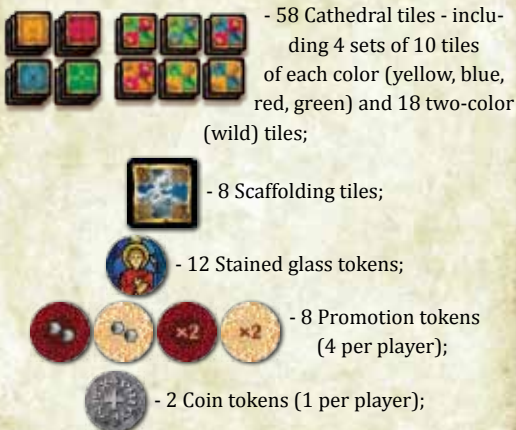 - 58 Cathedral tiles - inclu-
ding 4 sets of 10 tiles
of each color (yellow, blue,
red, green) and 18 two-color
(wild) tiles;
- 8 Scaffolding tiles;
- 12 Stained glass tokens;
×2 ×2
- 8 Promotion tokens
(4 per player);
- 2 Coin tokens (1 per player);